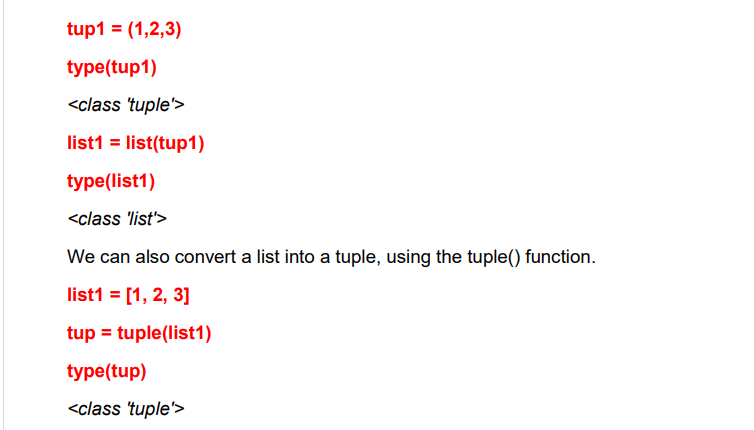 tup1 = (1,2,3)
type(tup1)
<class 'tuple'>
list1 = list(tup1)
type(list1)
<class 'list'>
We can also convert a list into a tuple, using the tuple() function.
list1 = [1, 2, 3]
tup = tuple(list1)
type(tup)
<class 'tuple'>